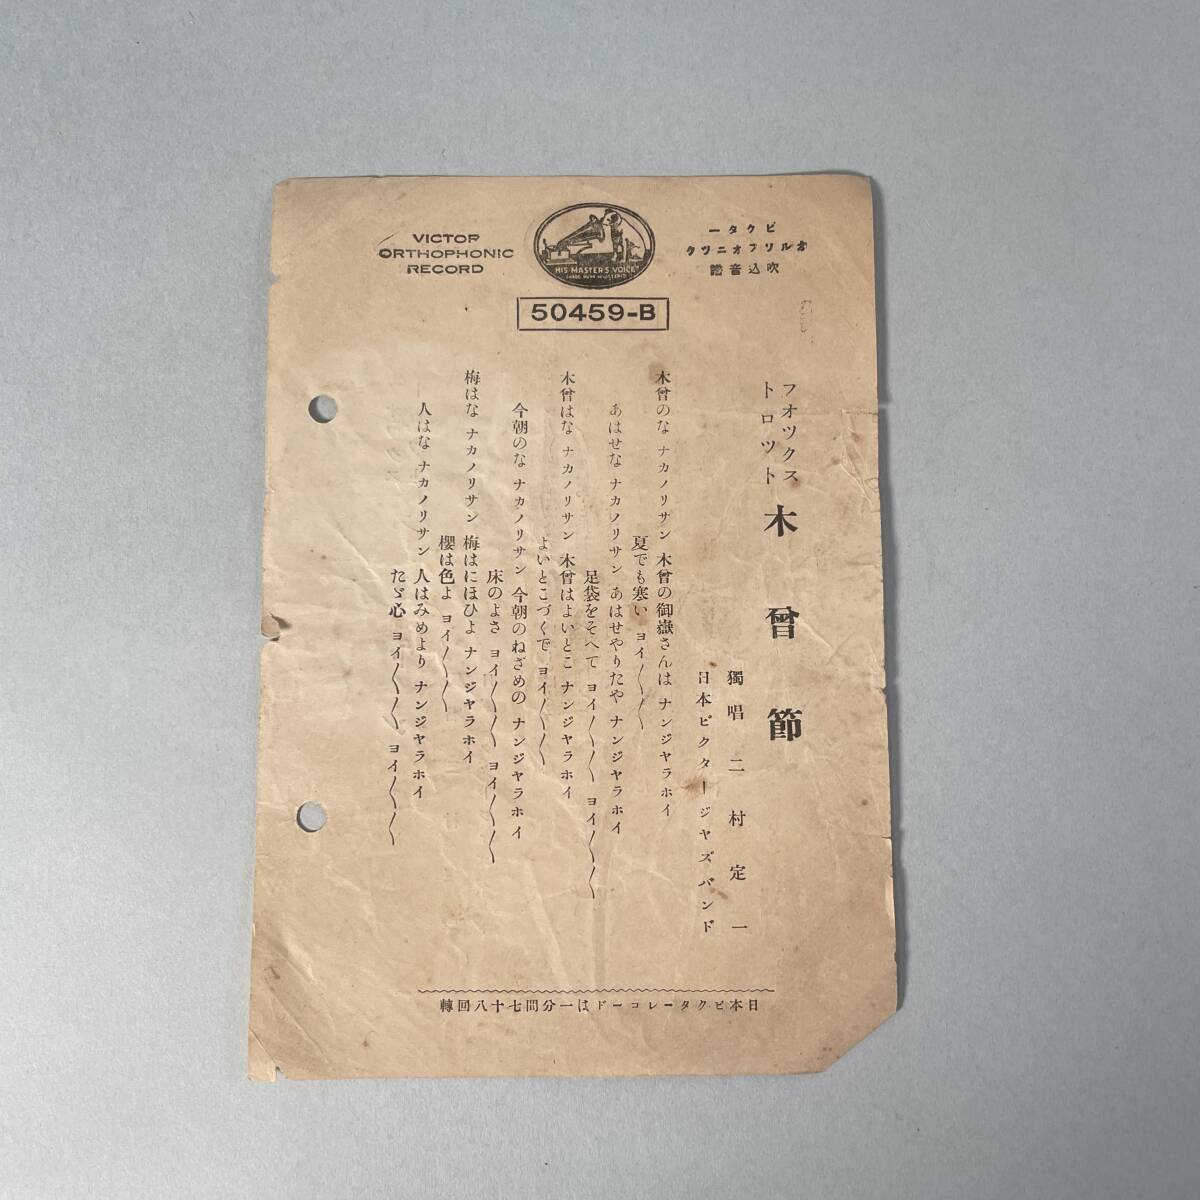 VICTOR
ORTHOPHONIC
RECORD
HIS MASTER'S VOICE
ータクビ
クツニオフソルオ
譜音込吹
50459-B
フオツクス
トロツト
木曾節
獨唱 二村定一
日本ビクタージヤズバンド
木曾のな ナカノリサン 木曾の御嶽さんは ナンジヤラホイ
夏でも寒い ヨイ〱〱
あはせな ナカノリサン あはせやりたや ナンジヤラホイ
足袋をそへて ヨイ〱〱 ヨイ〱〱
木曾はな ナカノリサン 木曾はよいとこ ナンジヤラホイ
よいとこづくで ヨイ〱〱
今朝のな ナカノリサン 今朝のねざめの ナンジヤラホイ
床のよさ ヨイ〱〱 ヨイ〱〱
梅はな ナカノリサン 梅はにほひよ ナンジヤラホイ
櫻は色よ ヨイ〱〱
人はな ナカノリサン 人はみめより ナンジヤラホイ
たゞ心 ヨイ〱〱 ヨイ〱〱
轉回八十七間分一はドーコレータクビ本日